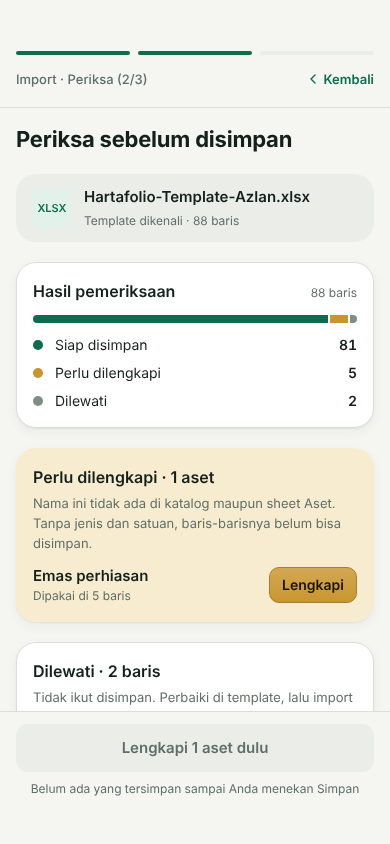 Import · Periksa (2/3)
Kembali
Periksa sebelum disimpan
XLSX
Hartafolio-Template-Azlan.xlsx
Template dikenali · 88 baris
Hasil pemeriksaan
88 baris
Siap disimpan
81
Perlu dilengkapi
5
Dilewati
2
Perlu dilengkapi · 1 aset
Nama ini tidak ada di katalog maupun sheet Aset.
Tanpa jenis dan satuan, baris-barisnya belum bisa
disimpan.
Emas perhiasan
Dipakai di 5 baris
Lengkapi
Dilewati · 2 baris
Tidak ikut disimpan. Perbaiki di template, lalu import
Lengkapi 1 aset dulu
Belum ada yang tersimpan sampai Anda menekan Simpan